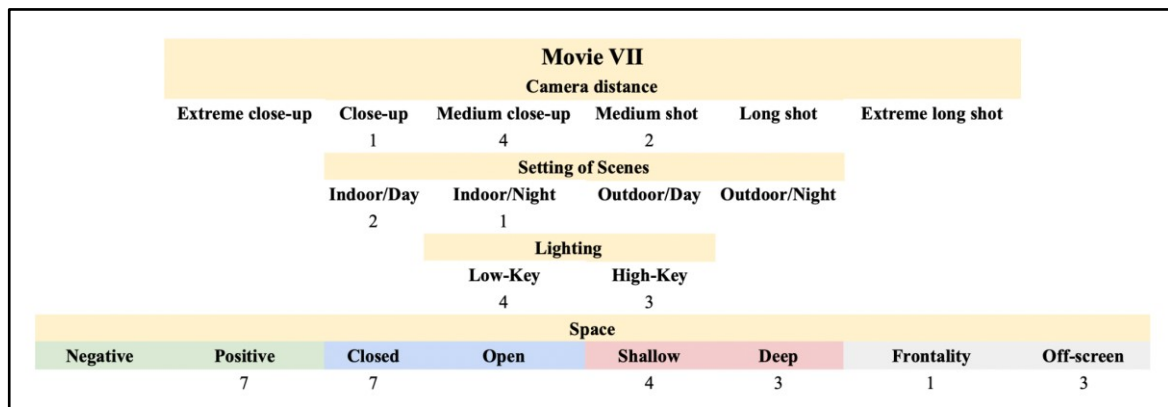 Movie VII
Camera distance
Extreme close-up Close-up Medium close-up Medium shot Long shot Extreme long shot
1 4 2
Setting of Scenes
Indoor/Day Indoor/Night Outdoor/Day Outdoor/Night
2 1
Lighting
Low-Key High-Key
4 3
Space
Negative Positive Closed Open Shallow Deep Frontality Off-screen
7 7 4 3 1 3